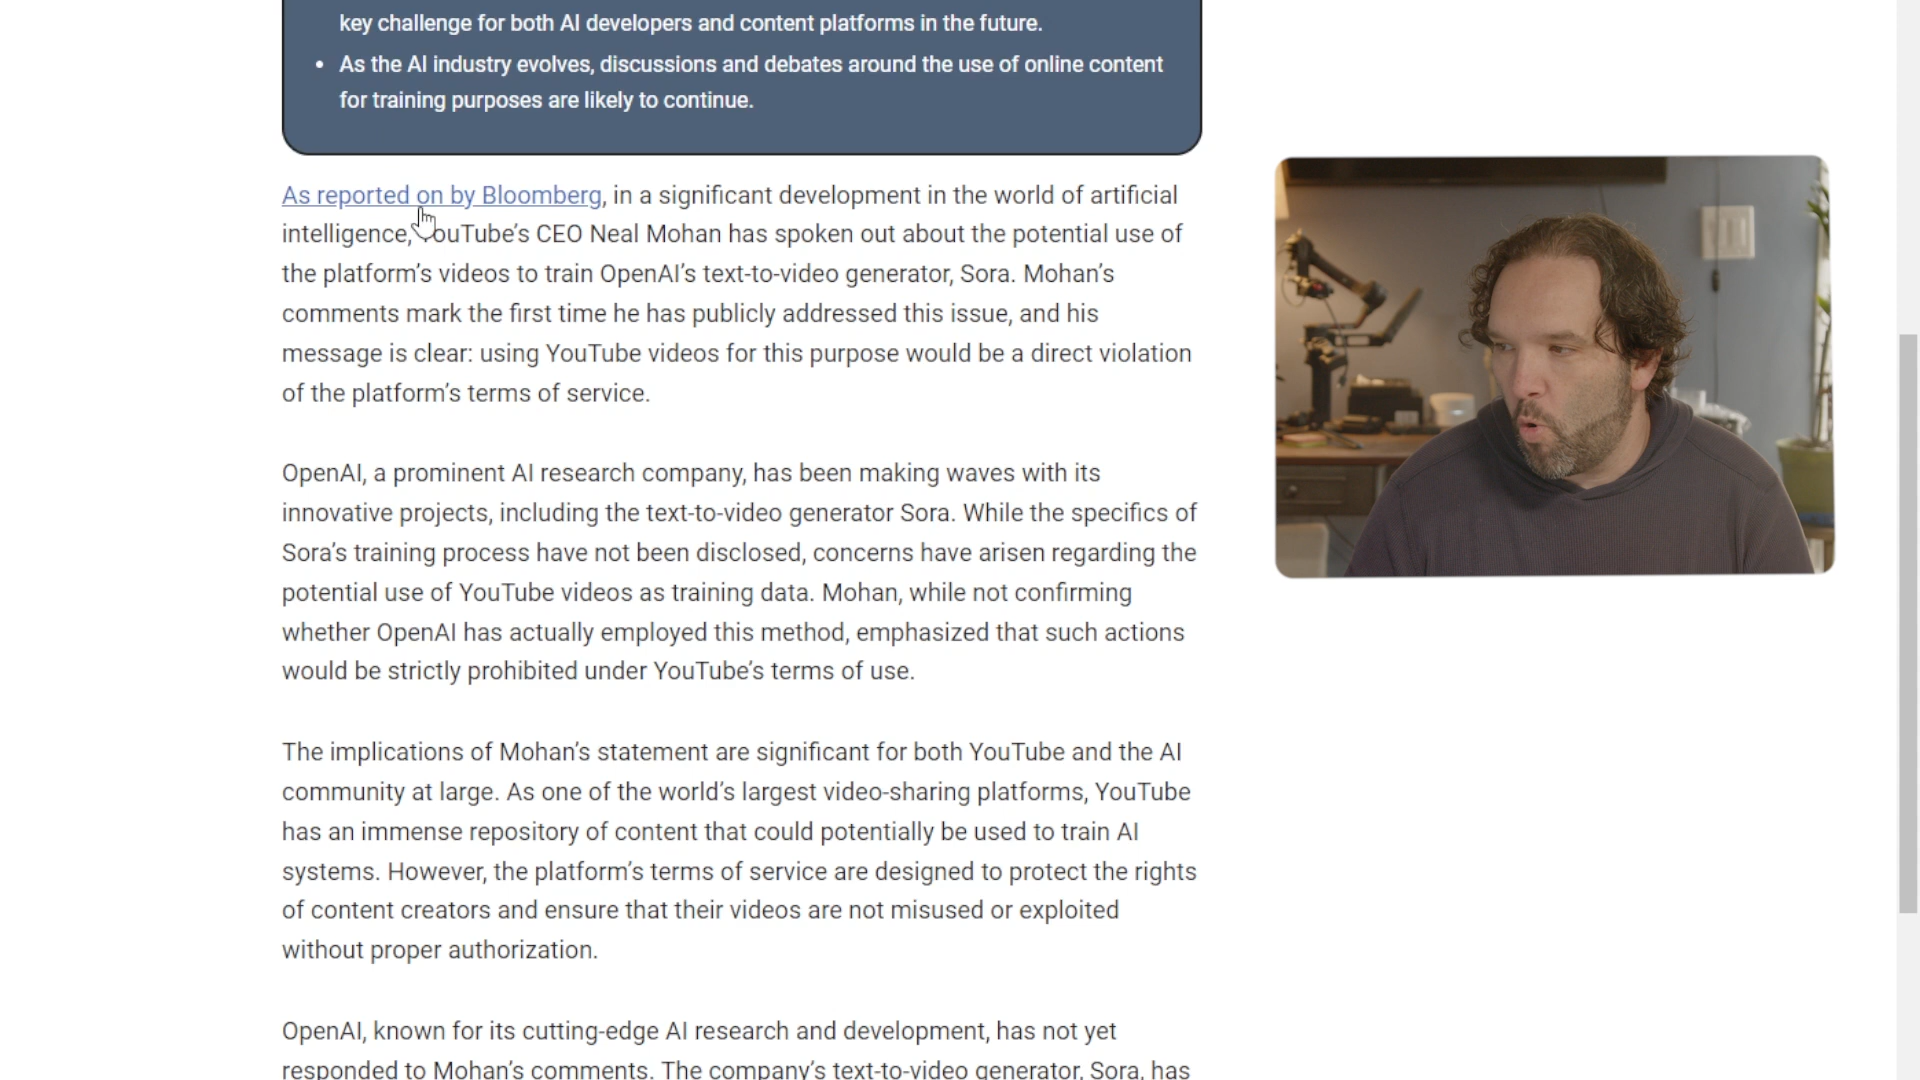 key challenge for both AI developers and content platforms in the future.
• As the AI industry evolves, discussions and debates around the use of online content
for training purposes are likely to continue.
As reported on by Bloomberg, in a significant development in the world of artificial
intelligence, YouTube’s CEO Neal Mohan has spoken out about the potential use of
the platform’s videos to train OpenAI’s text-to-video generator, Sora. Mohan’s
comments mark the first time he has publicly addressed this issue, and his
message is clear: using YouTube videos for this purpose would be a direct violation
of the platform’s terms of service.
OpenAI, a prominent AI research company, has been making waves with its
innovative projects, including the text-to-video generator Sora. While the specifics of
Sora’s training process have not been disclosed, concerns have arisen regarding the
potential use of YouTube videos as training data. Mohan, while not confirming
whether OpenAI has actually employed this method, emphasized that such actions
would be strictly prohibited under YouTube’s terms of use.
The implications of Mohan’s statement are significant for both YouTube and the AI
community at large. As one of the world’s largest video-sharing platforms, YouTube
has an immense repository of content that could potentially be used to train AI
systems. However, the platform’s terms of service are designed to protect the rights
of content creators and ensure that their videos are not misused or exploited
without proper authorization.
OpenAI, known for its cutting-edge AI research and development, has not yet
responded to Mohan’s comments. The company’s text-to-video generator, Sora, has